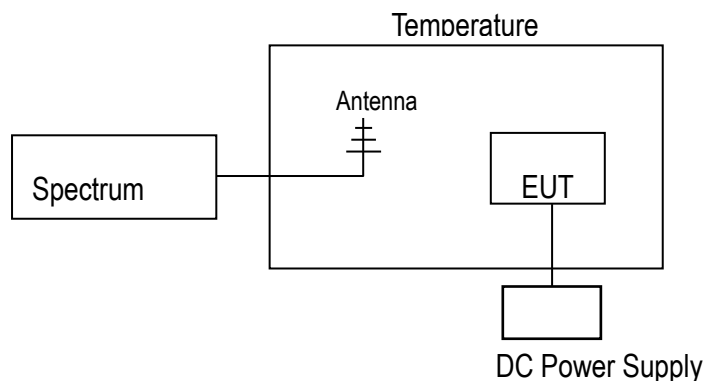 Temperature
Antenna
Spectrum
EUT
DC Power Supply